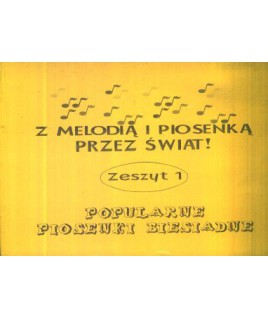 Z MELODIĄ I PIOSENKĄ
PRZEZ ŚWIAT!
Zeszyt 1
POPULARNE
PIOSENKI BIESIADNE